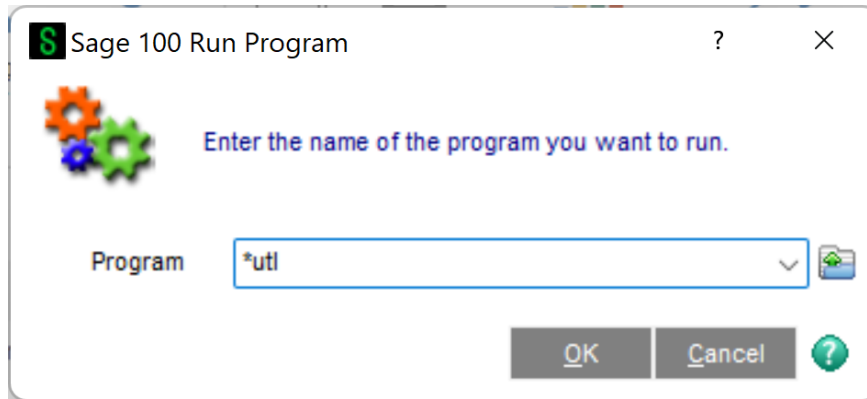 S Sage 100 Run Program ?
Enter the name of the program you want to run.
Program *utl
OK Cancel ?